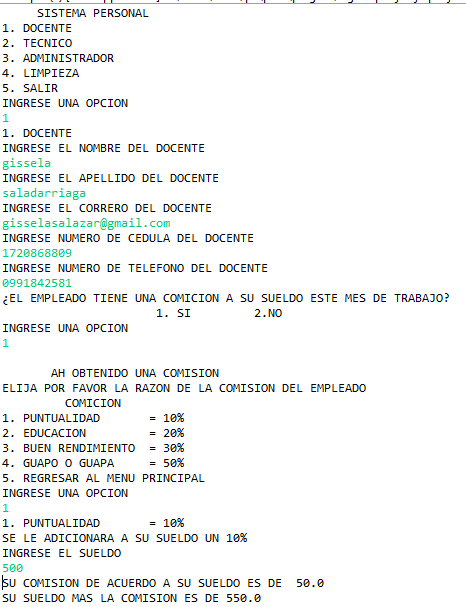 SISTEMA PERSONAL
1. DOCENTE
2. TECNICO
3. ADMINISTRADOR
4. LIMPIEZA
5. SALIR
INGRESE UNA OPCION
1
1. DOCENTE
INGRESE EL NOMBRE DEL DOCENTE
gissela
INGRESE EL APELLIDO DEL DOCENTE
saladarriaga
INGRESE EL CORRERO DEL DOCENTE
gisselasalazar@gmail.com
INGRESE NUMERO DE CEDULA DEL DOCENTE
1720868809
INGRESE NUMERO DE TELEFONO DEL DOCENTE
0991842581
¿EL EMPLEADO TIENE UNA COMICION A SU SUELDO ESTE MES DE TRABAJO?
1. SI 2.NO
INGRESE UNA OPCION
1
AH OBTENIDO UNA COMISION
ELIJA POR FAVOR LA RAZON DE LA COMISION DEL EMPLEADO
COMICION
1. PUNTUALIDAD = 10%
2. EDUCACION = 20%
3. BUEN RENDIMIENTO = 30%
4. GUAPO O GUAPA = 50%
5. REGRESAR AL MENU PRINCIPAL
INGRESE UNA OPCION
1
1. PUNTUALIDAD = 10%
SE LE ADICIONARA A SU SUELDO UN 10%
INGRESE EL SUELDO
500
SU COMISION DE ACUERDO A SU SUELDO ES DE 50.0
SU SUELDO MAS LA COMISION ES DE 550.0